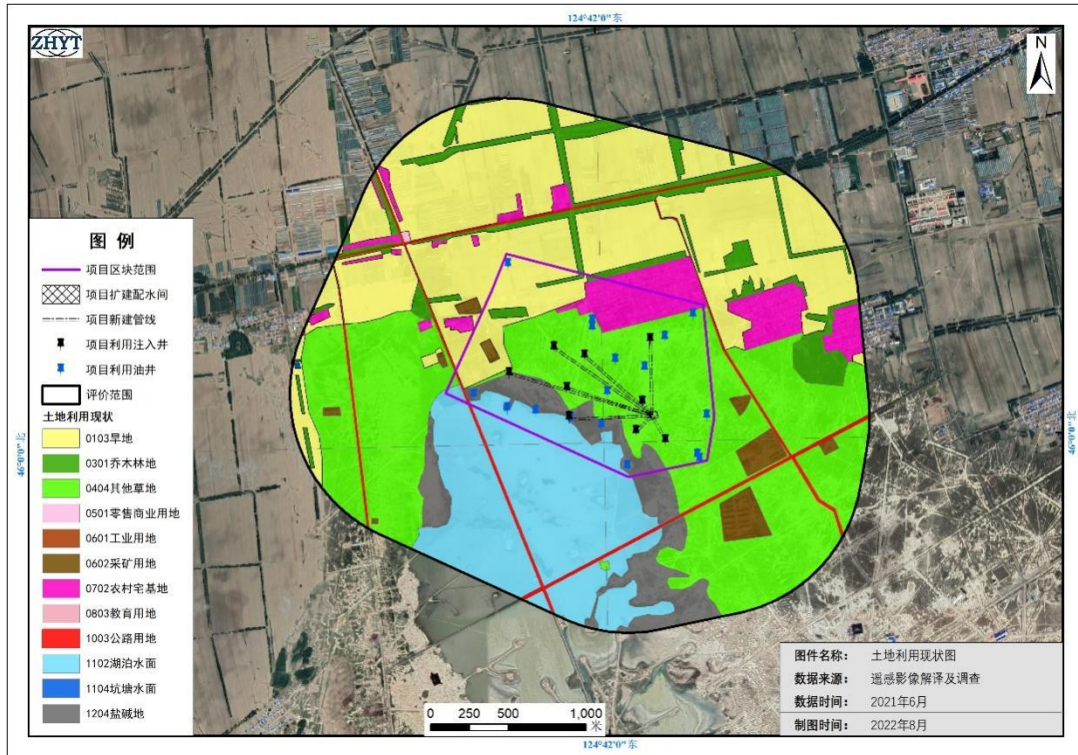 124°42'0"东
ZHYT
N
图 例
项目区块范围
项目扩建配水间
项目新建管线
项目利用注入井
项目利用油井
评价范围
土地利用现状
0103旱地
0301乔木林地
0404其他草地
0501零售商业用地
0601工业用地
0602采矿用地
0702农村宅基地
0803教育用地
1003公路用地
1102湖泊水面
1104坑塘水面
1204盐碱地
46°0'0"北
46°0'0"北
0 250 500 1,000
米
图件名称： 土地利用现状图
数据来源： 遥感影像解译及调查
数据时间： 2021年6月
制图时间： 2022年8月
124°42'0"东